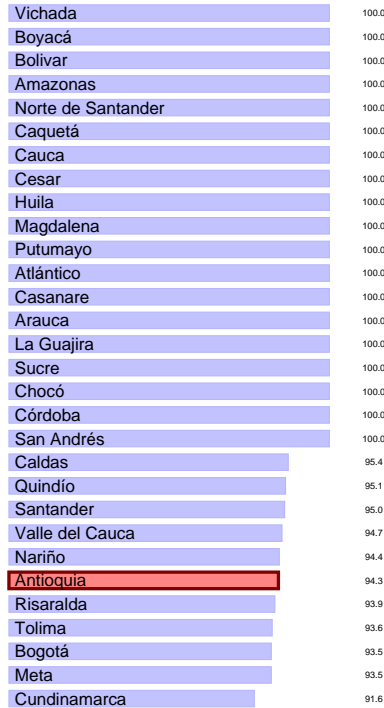 Vichada 100.0
Boyacá 100.0
Bolivar 100.0
Amazonas 100.0
Norte de Santander 100.0
Caquetá 100.0
Cauca 100.0
Cesar 100.0
Huila 100.0
Magdalena 100.0
Putumayo 100.0
Atlántico 100.0
Casanare 100.0
Arauca 100.0
La Guajira 100.0
Sucre 100.0
Chocó 100.0
Córdoba 100.0
San Andrés 100.0
Caldas 95.4
Quindío 95.1
Santander 95.0
Valle del Cauca 94.7
Nariño 94.4
Antioquia 94.3
Risaralda 93.9
Tolima 93.6
Bogotá 93.5
Meta 93.5
Cundinamarca 91.6